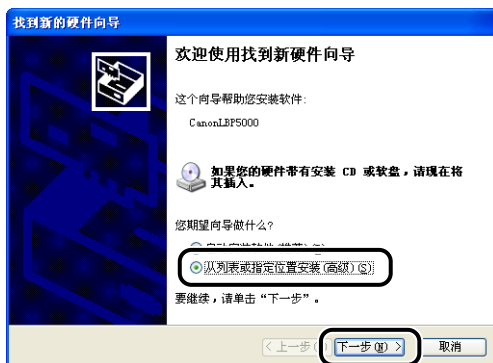 找到新的硬件向导
欢迎使用找到新硬件向导
这个向导帮助您安装软件:
CanonLBP5000
如果您的硬件带有安装 CD 或软盘，请现在将
其插入。
您期望向导做什么?
从列表或指定位置安装(高级)(S)
要继续，请单击“下一步”。
<上一步
下一步(N) >
取消